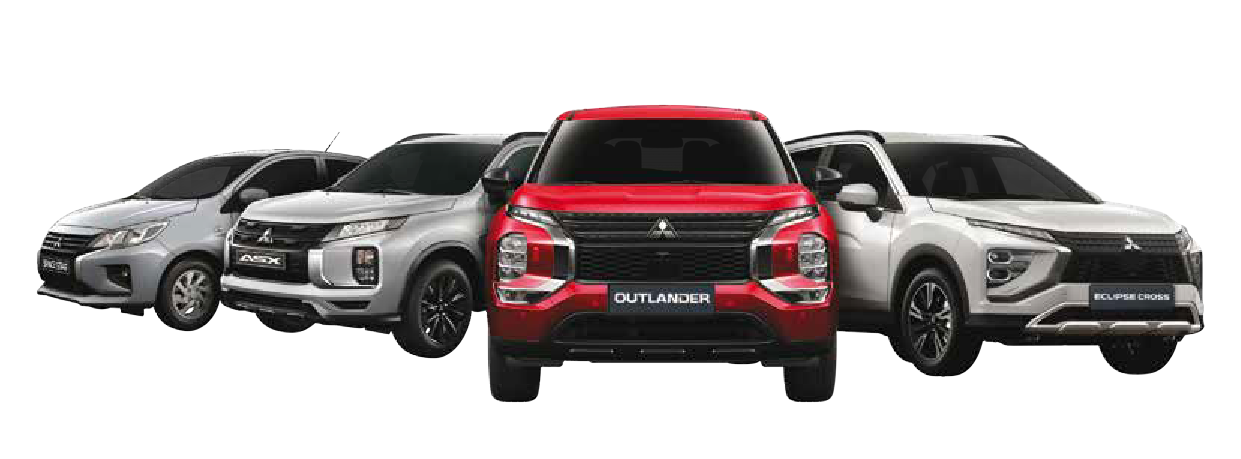 ASX
OUTLANDER
ECLIPSE CROSS